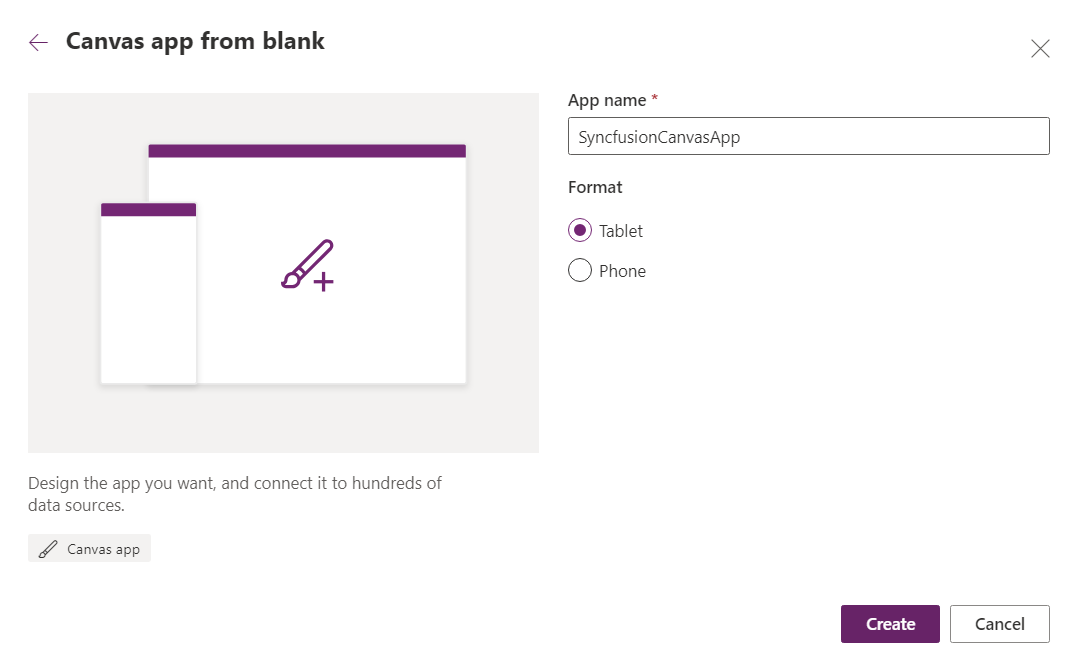 Canvas app from blank
App name *
SyncfusionCanvasApp
Format
Tablet
Phone
Design the app you want, and connect it to hundreds of
data sources.
Canvas app
Create
Cancel